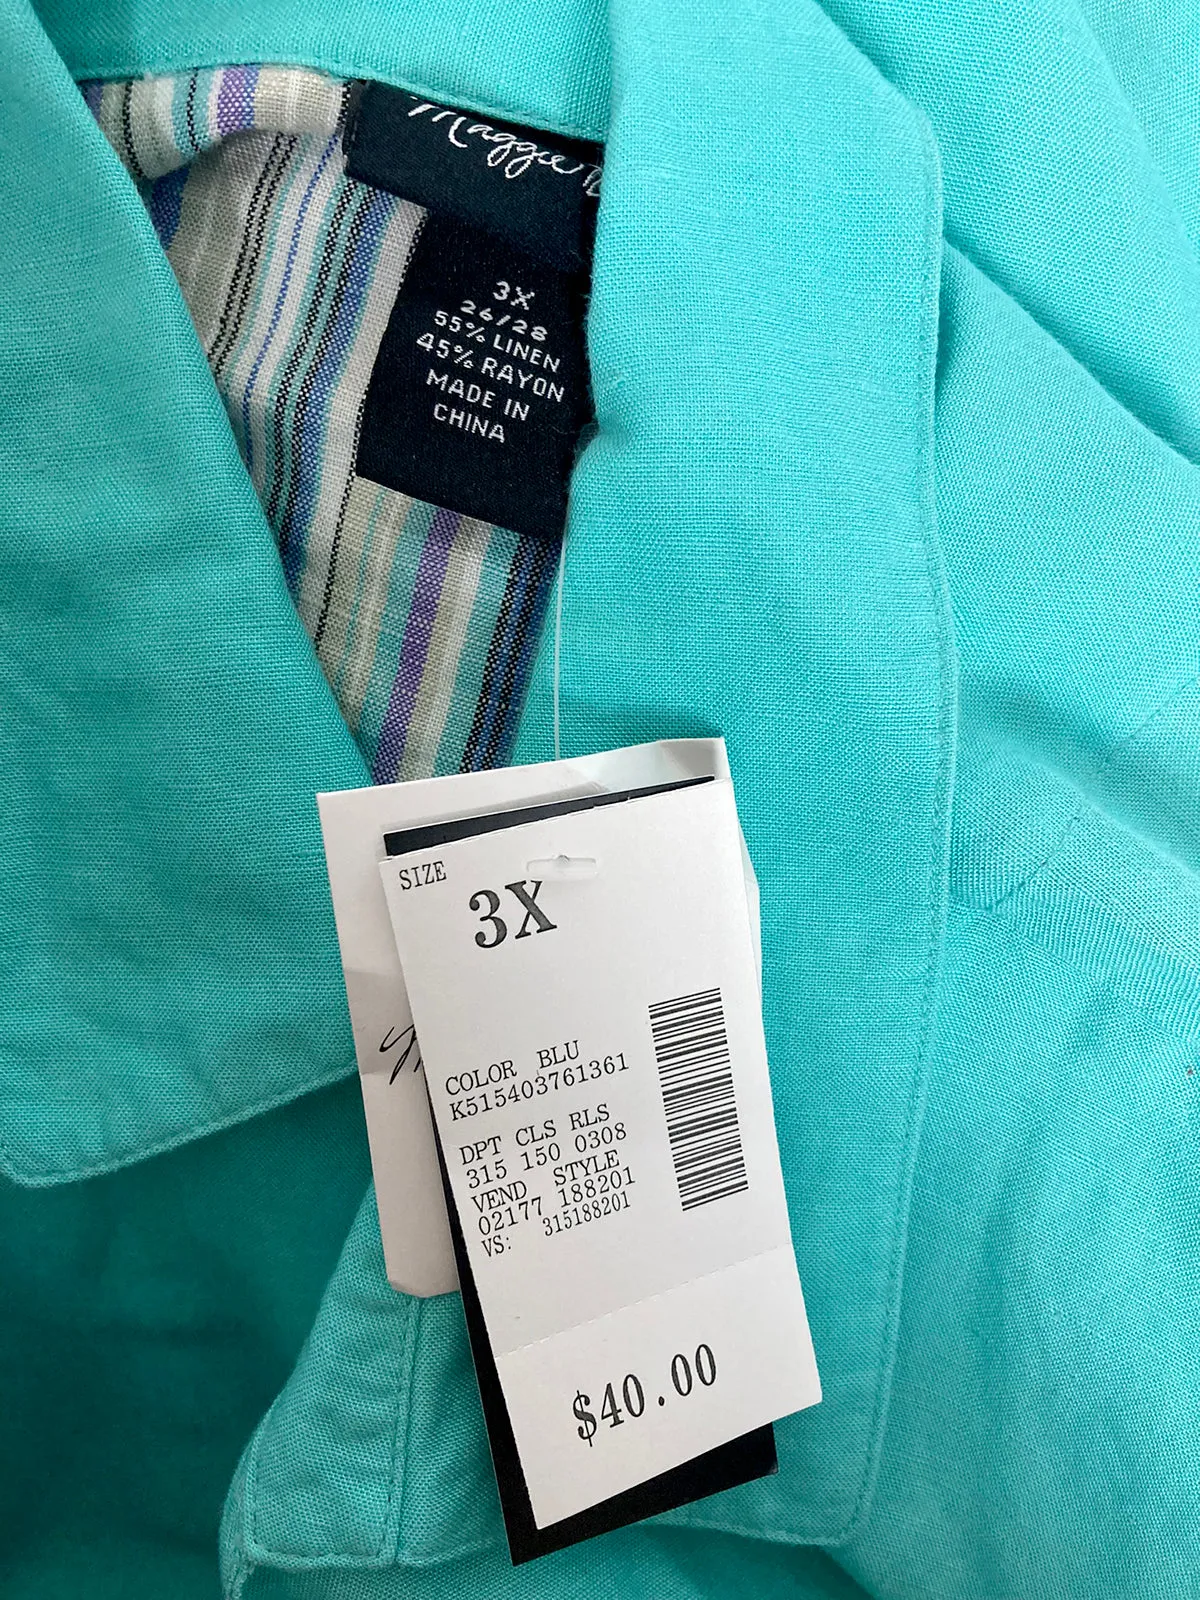 Maggie
3X
26/28
55% LINEN
45% RAYON
MADE IN
CHINA
SIZE
3X
COLOR BLU
K515403761361
DPT CLS RLS
315 150 0308
VEND STYLE
02177 188201
VS: 315188201
$40.00